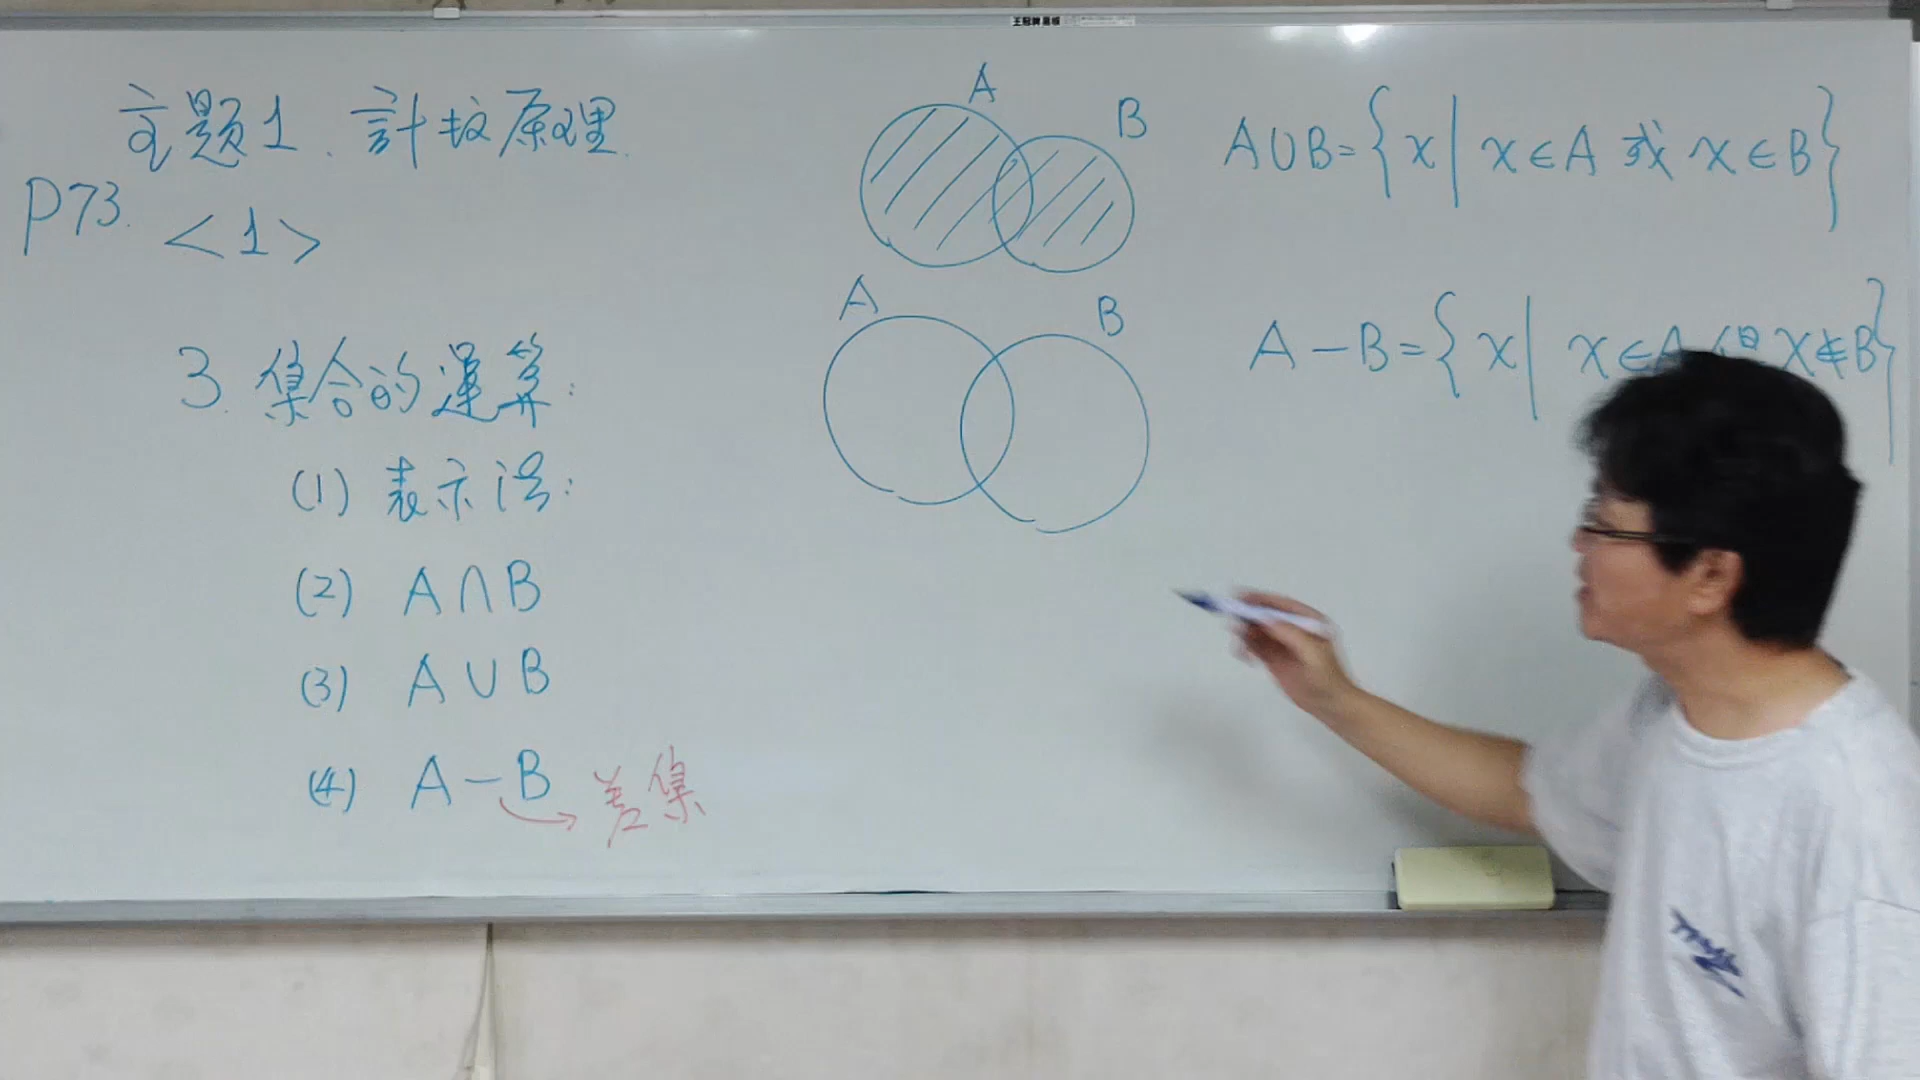 主題1、計数原理.
P73.
<1>
3. 集合的運算:
(1) 表示法:
(2) A∩B
(3) A∪B
(4) A-B
差集
A
B
A∪B={x| x∈A 或 x∈B}
A
B
A-B={x| x∈A 但 x∉B}